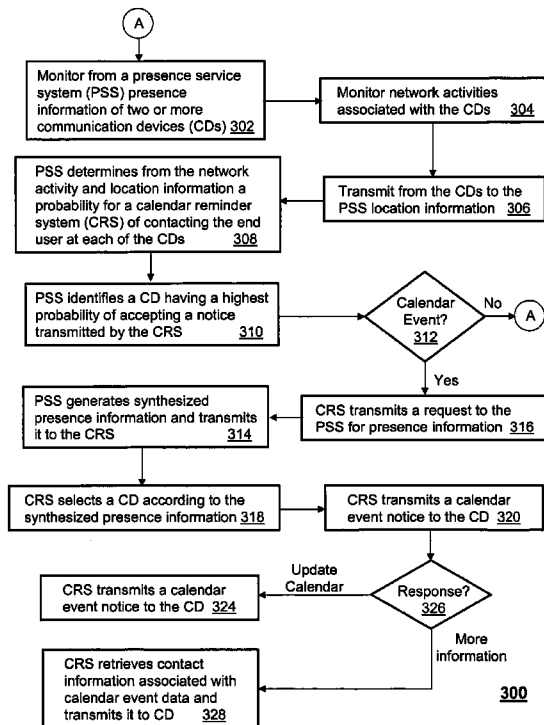 A
Monitor from a presence service
system (PSS) presence
information of two or more
communication devices (CDs) 302
Monitor network activities
associated with the CDs 304
Transmit from the CDs to the
PSS location information 306
PSS determines from the network
activity and location information a
probability for a calendar reminder
system (CRS) of contacting the end
user at each of the CDs 308
PSS identifies a CD having a highest
probability of accepting a notice
transmitted by the CRS 310
Calendar
Event?
312
No
A
Yes
CRS transmits a request to the
PSS for presence information 316
PSS generates synthesized
presence information and transmits
it to the CRS 314
CRS selects a CD according to the
synthesized presence information 318
CRS transmits a calendar
event notice to the CD 320
Response?
326
Update
Calendar
CRS transmits a calendar
event notice to the CD 324
More
information
CRS retrieves contact
information associated with
calendar event data and
transmits it to CD 328
300